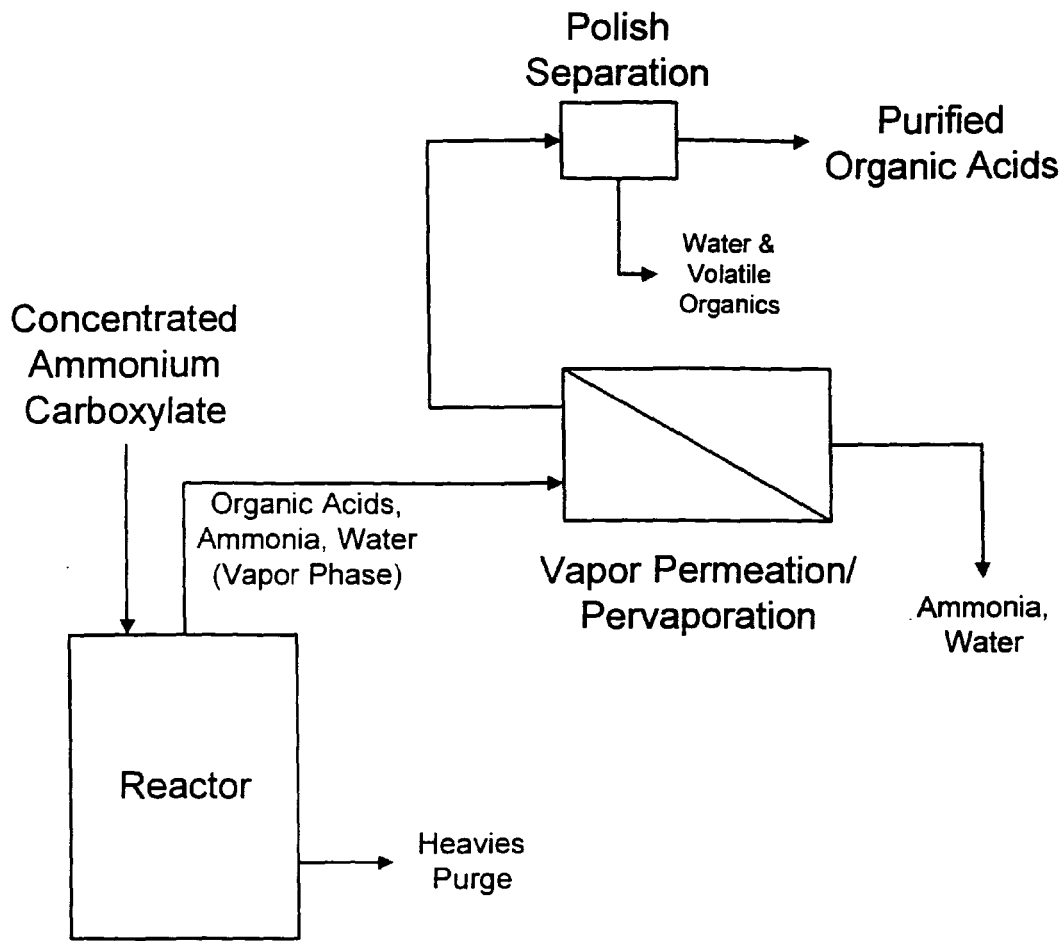 Polish
Separation
Purified
Organic Acids
Water &
Volatile
Organics
Concentrated
Ammonium
Carboxylate
Organic Acids,
Ammonia, Water
(Vapor Phase)
Vapor Permeation/
Pervaporation
Ammonia,
Water
Reactor
Heavies
Purge